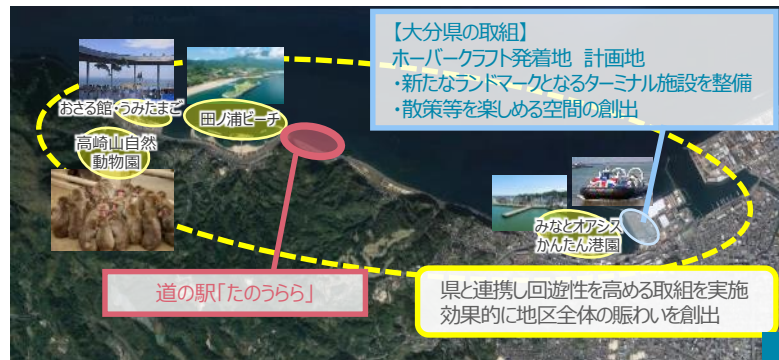 【大分県の取組】
ホーバークラフト発着地 計画地
・新たなランドマークとなるターミナル施設を整備
・散策等を楽しめる空間の創出
おさる館・うみたまご
田ノ浦ビーチ
高崎山自然
動物園
みなとオアシス
かんたん港園
道の駅「たのうらら」
県と連携し回遊性を高める取組を実施
効果的に地区全体の賑わいを創出